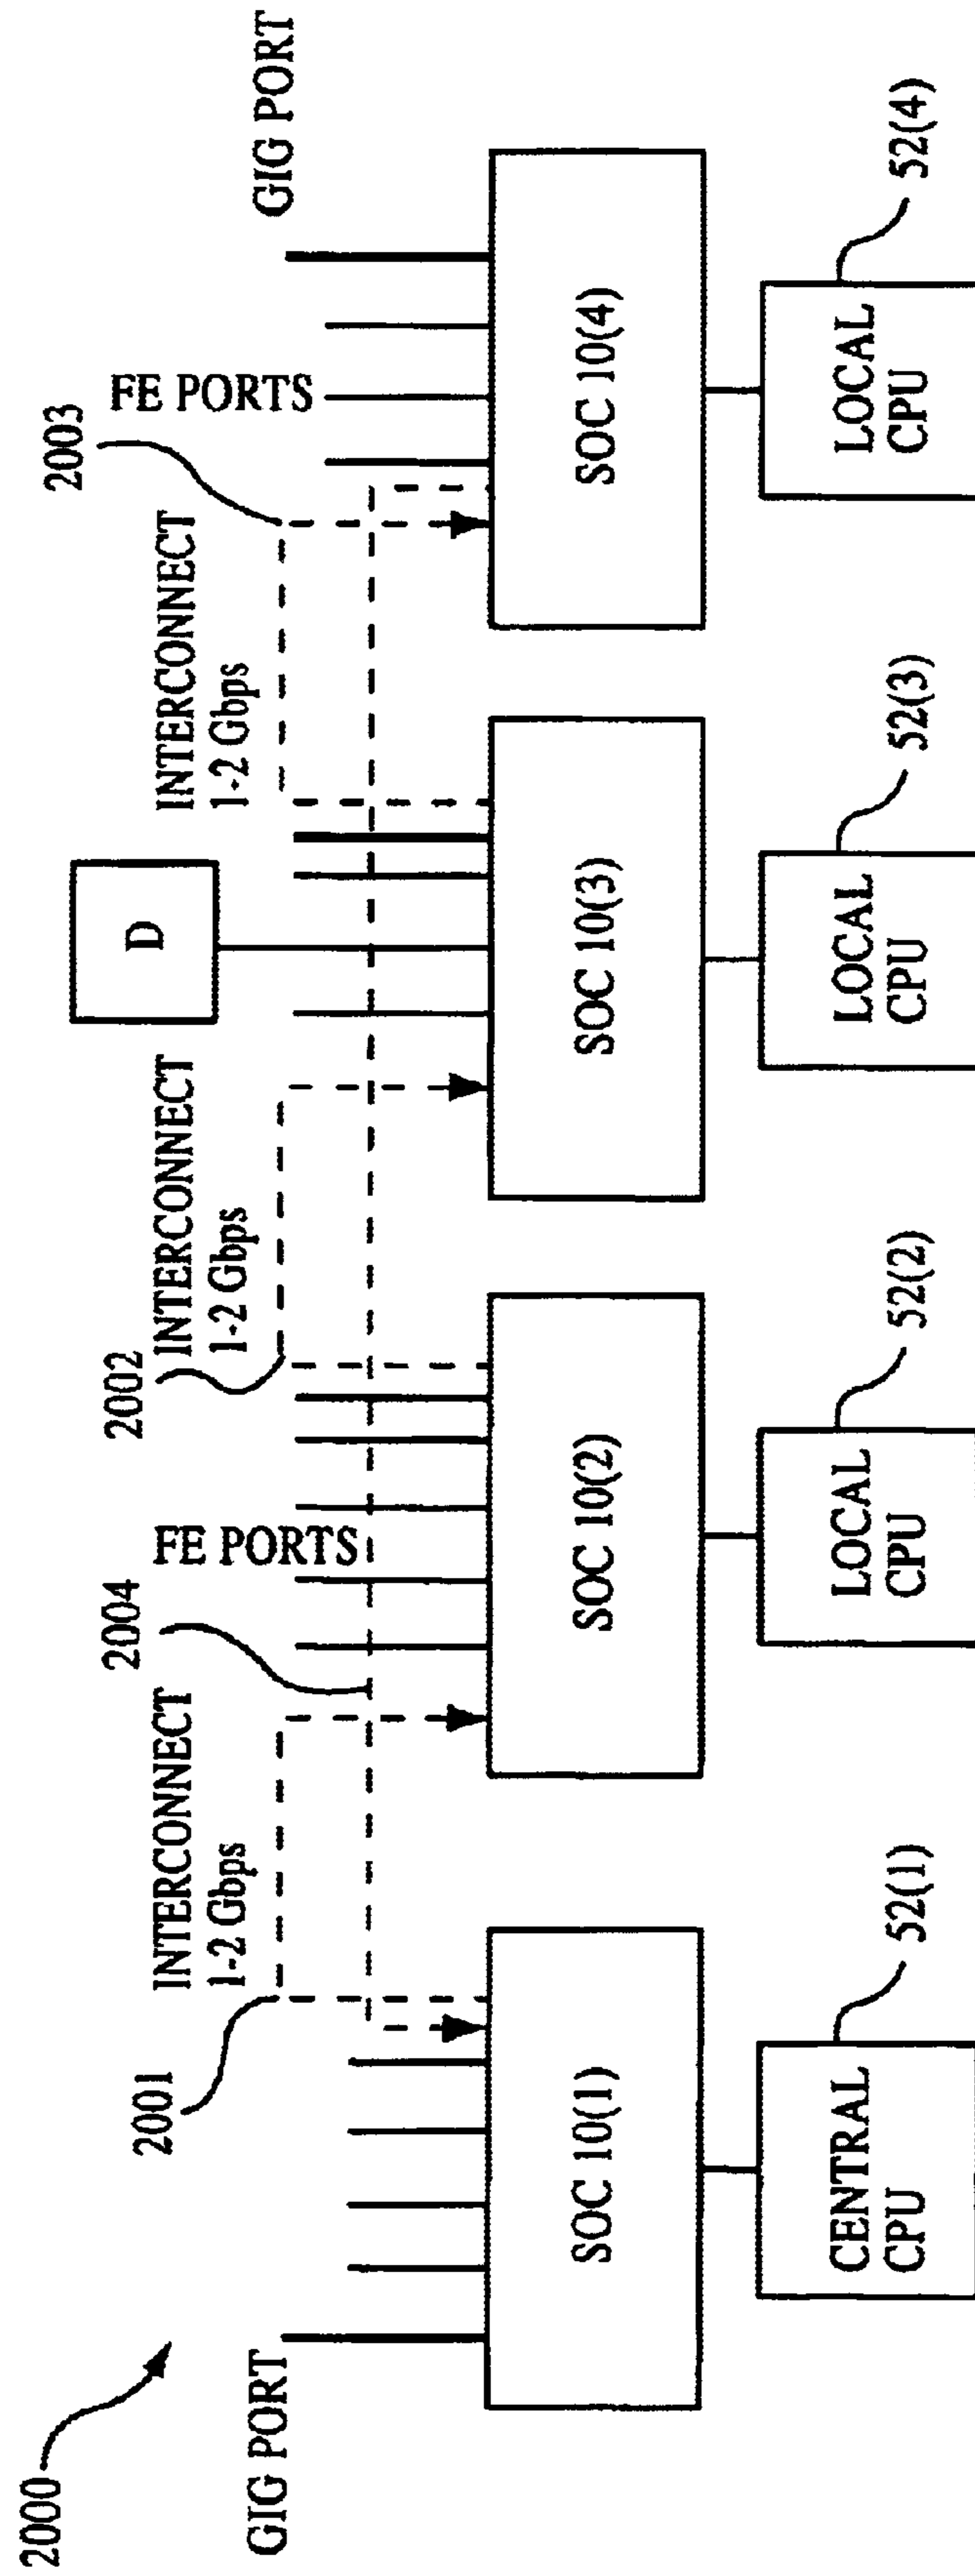 2000
GIG PORT
2001
INTERCONNECT
1-2 Gbps
2004
FE PORTS
2002
INTERCONNECT
1-2 Gbps
D
INTERCONNECT
1-2 Gbps
2003
FE PORTS
GIG PORT
SOC 10(1)
SOC 10(2)
SOC 10(3)
SOC 10(4)
CENTRAL
CPU
52(1)
LOCAL
CPU
52(2)
LOCAL
CPU
52(3)
LOCAL
CPU
52(4)